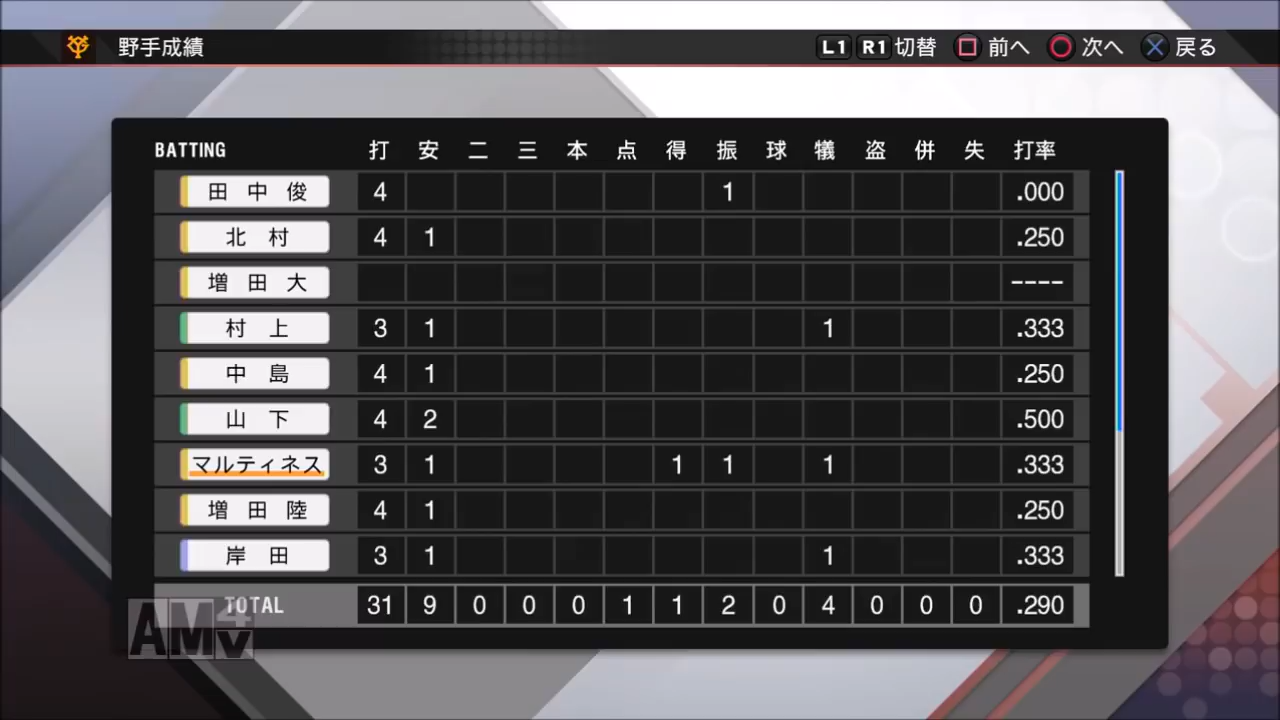 野手成績 L1 R1 切替 前へ 次へ 戻る
BATTING 打 安 二 三 本 点 得 振 球 犠 盗 併 失 打率
田中俊 4 1 .000
北村 4 1 .250
増田大 ----
村上 3 1 1 .333
中島 4 1 .250
山下 4 2 .500
マルティネス 3 1 1 1 1 .333
増田陸 4 1 .250
岸田 3 1 1 .333
TOTAL 31 9 0 0 0 1 1 2 0 4 0 0 0 .290
AM4v